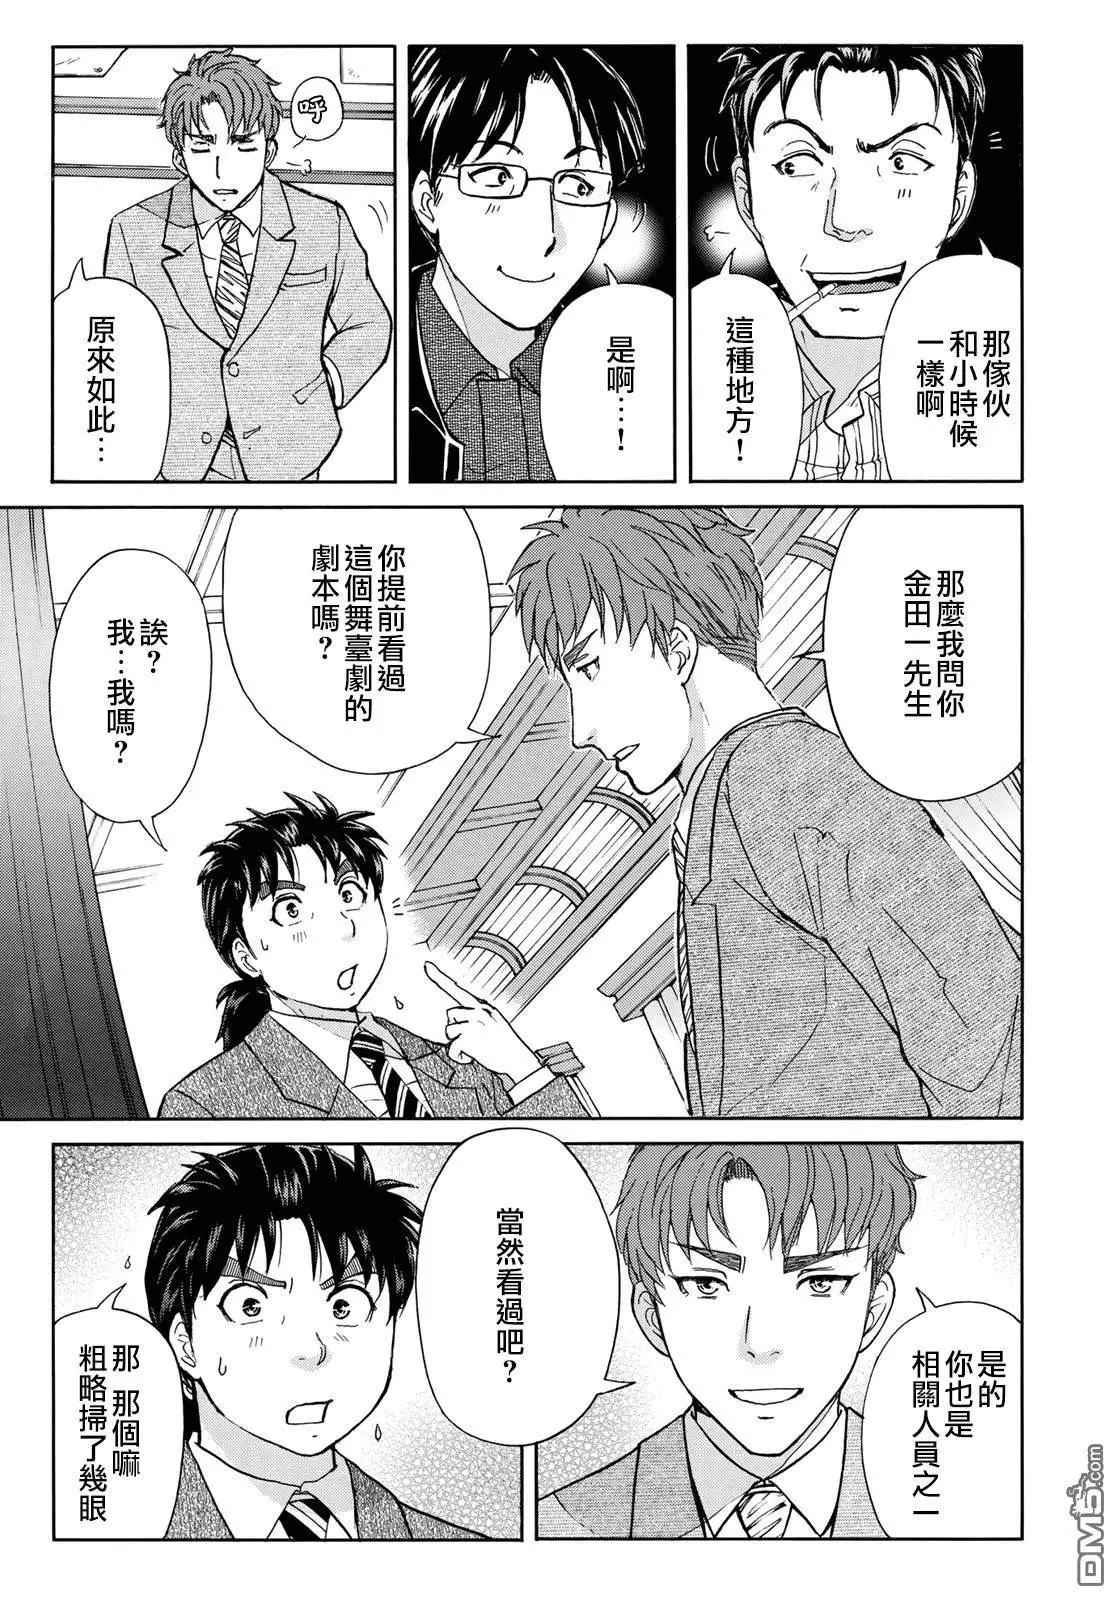 那傢伙
和小時候
一樣啊
這種地方！
是啊…！
呼
原來如此…
那麼我問你
金田一先生
你提前看過
這個舞臺劇的
劇本嗎？
誒？
我…我嗎？
是的
你也是
相關人員之一
當然看過吧？
那 那個嘛
粗略掃了幾眼
DM5.com